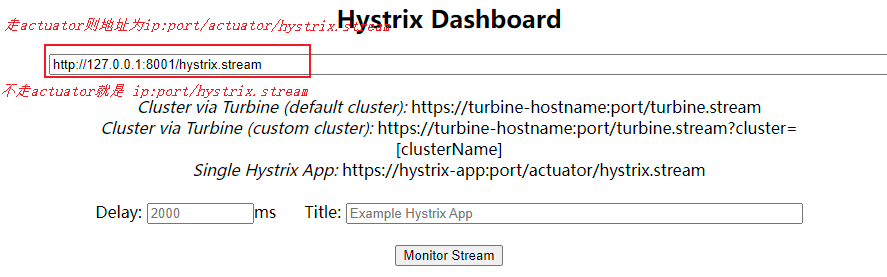 Hystrix Dashboard
走actuator则地址为ip:port/actuator/hystrix.stream
http://127.0.0.1:8001/hystrix.stream
不走actuator就是 ip:port/hystrix.stream
Cluster via Turbine (default cluster): https://turbine-hostname:port/turbine.stream
Cluster via Turbine (custom cluster): https://turbine-hostname:port/turbine.stream?cluster=
[clusterName]
Single Hystrix App: https://hystrix-app:port/actuator/hystrix.stream
Delay: 2000 ms Title: Example Hystrix App
Monitor Stream